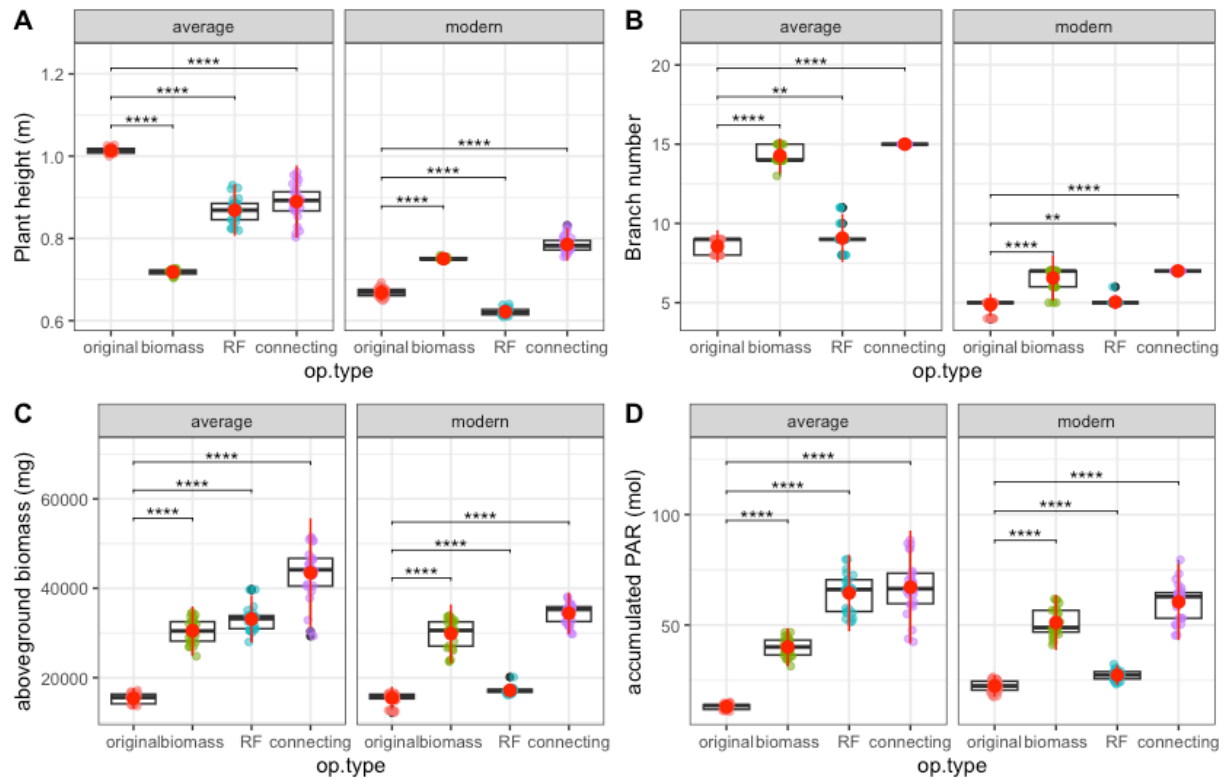 A
average
modern
Plant height (m)
1.2
1.0
0.8
0.6
****
****
****
****
****
****
original biomass RF connecting
original biomass RF connecting
op.type
B
average
modern
Branch number
20
15
10
5
****
**
****
****
**
****
original biomass RF connecting
original biomass RF connecting
op.type
C
average
modern
aboveground biomass (mg)
60000
40000
20000
****
****
****
****
****
****
originalbiomass RF connecting
originalbiomass RF connecting
op.type
D
average
modern
accumulated PAR (mol)
100
50
****
****
****
****
****
****
original biomass RF connecting
original biomass RF connecting
op.type